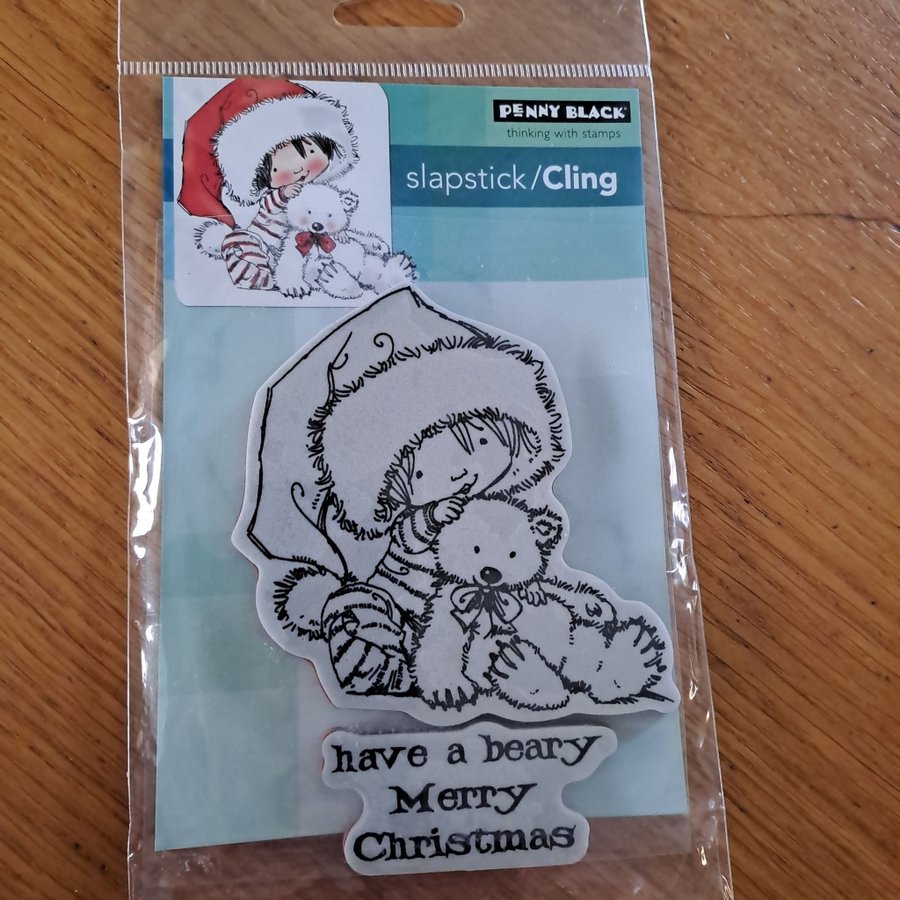 PENNY BLACK
thinking with stamps
slapstick/Cling
have a beary
Merry
Christmas